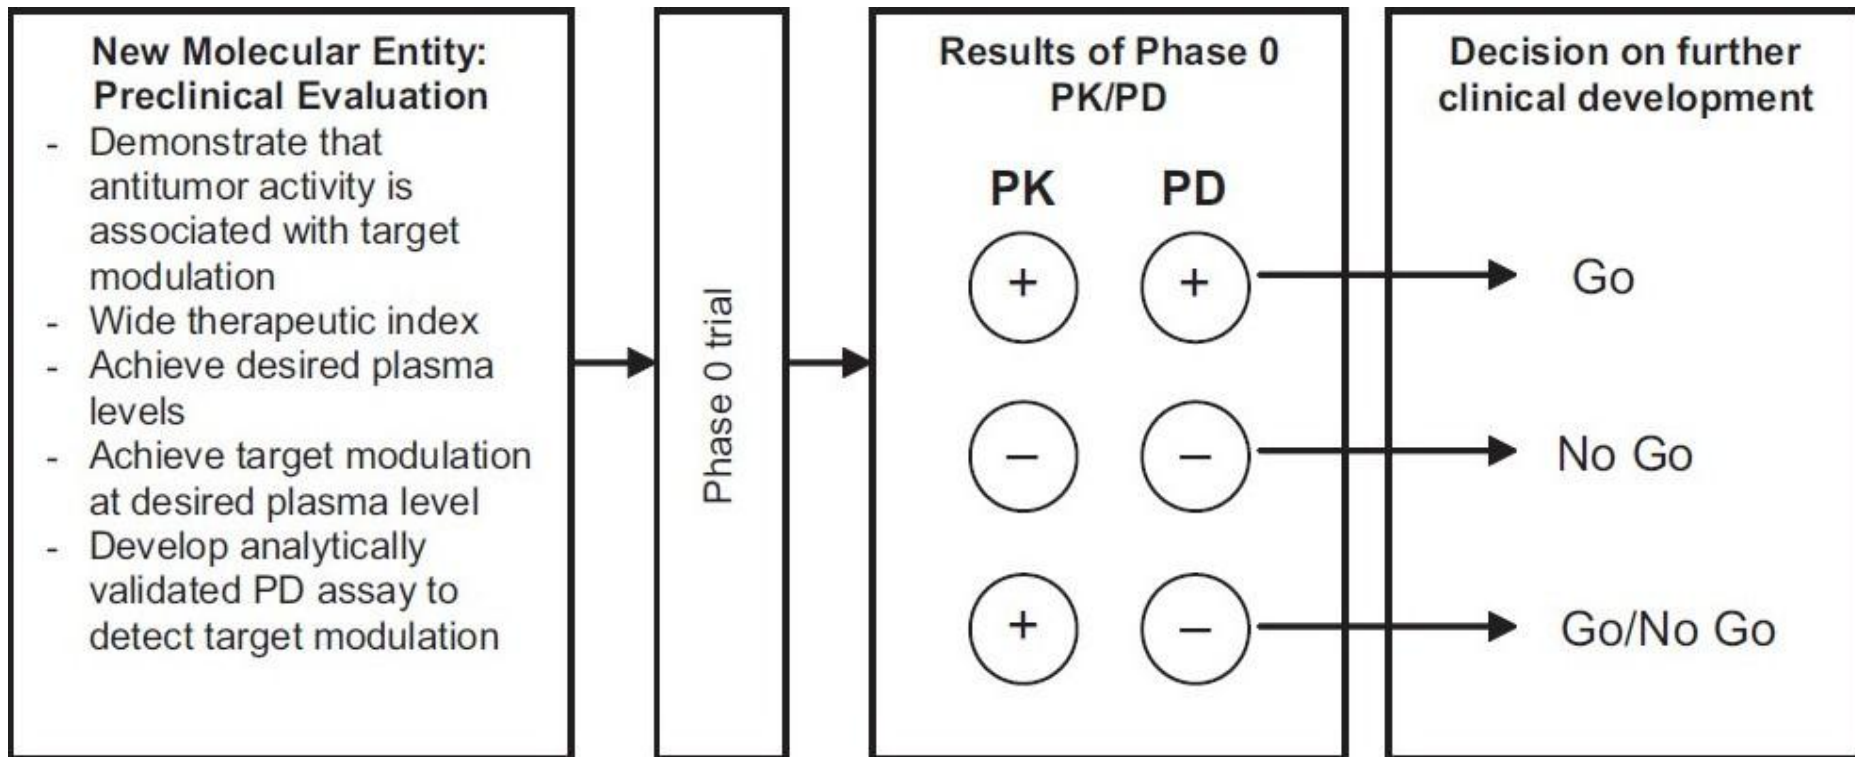 New Molecular Entity:
Preclinical Evaluation
- Demonstrate that
antitumor activity is
associated with target
modulation
- Wide therapeutic index
- Achieve desired plasma
levels
- Achieve target modulation
at desired plasma level
- Develop analytically
validated PD assay to
detect target modulation
Phase 0 trial
Results of Phase 0
PK/PD
PK PD
+ +
– –
+ –
Decision on further
clinical development
Go
No Go
Go/No Go